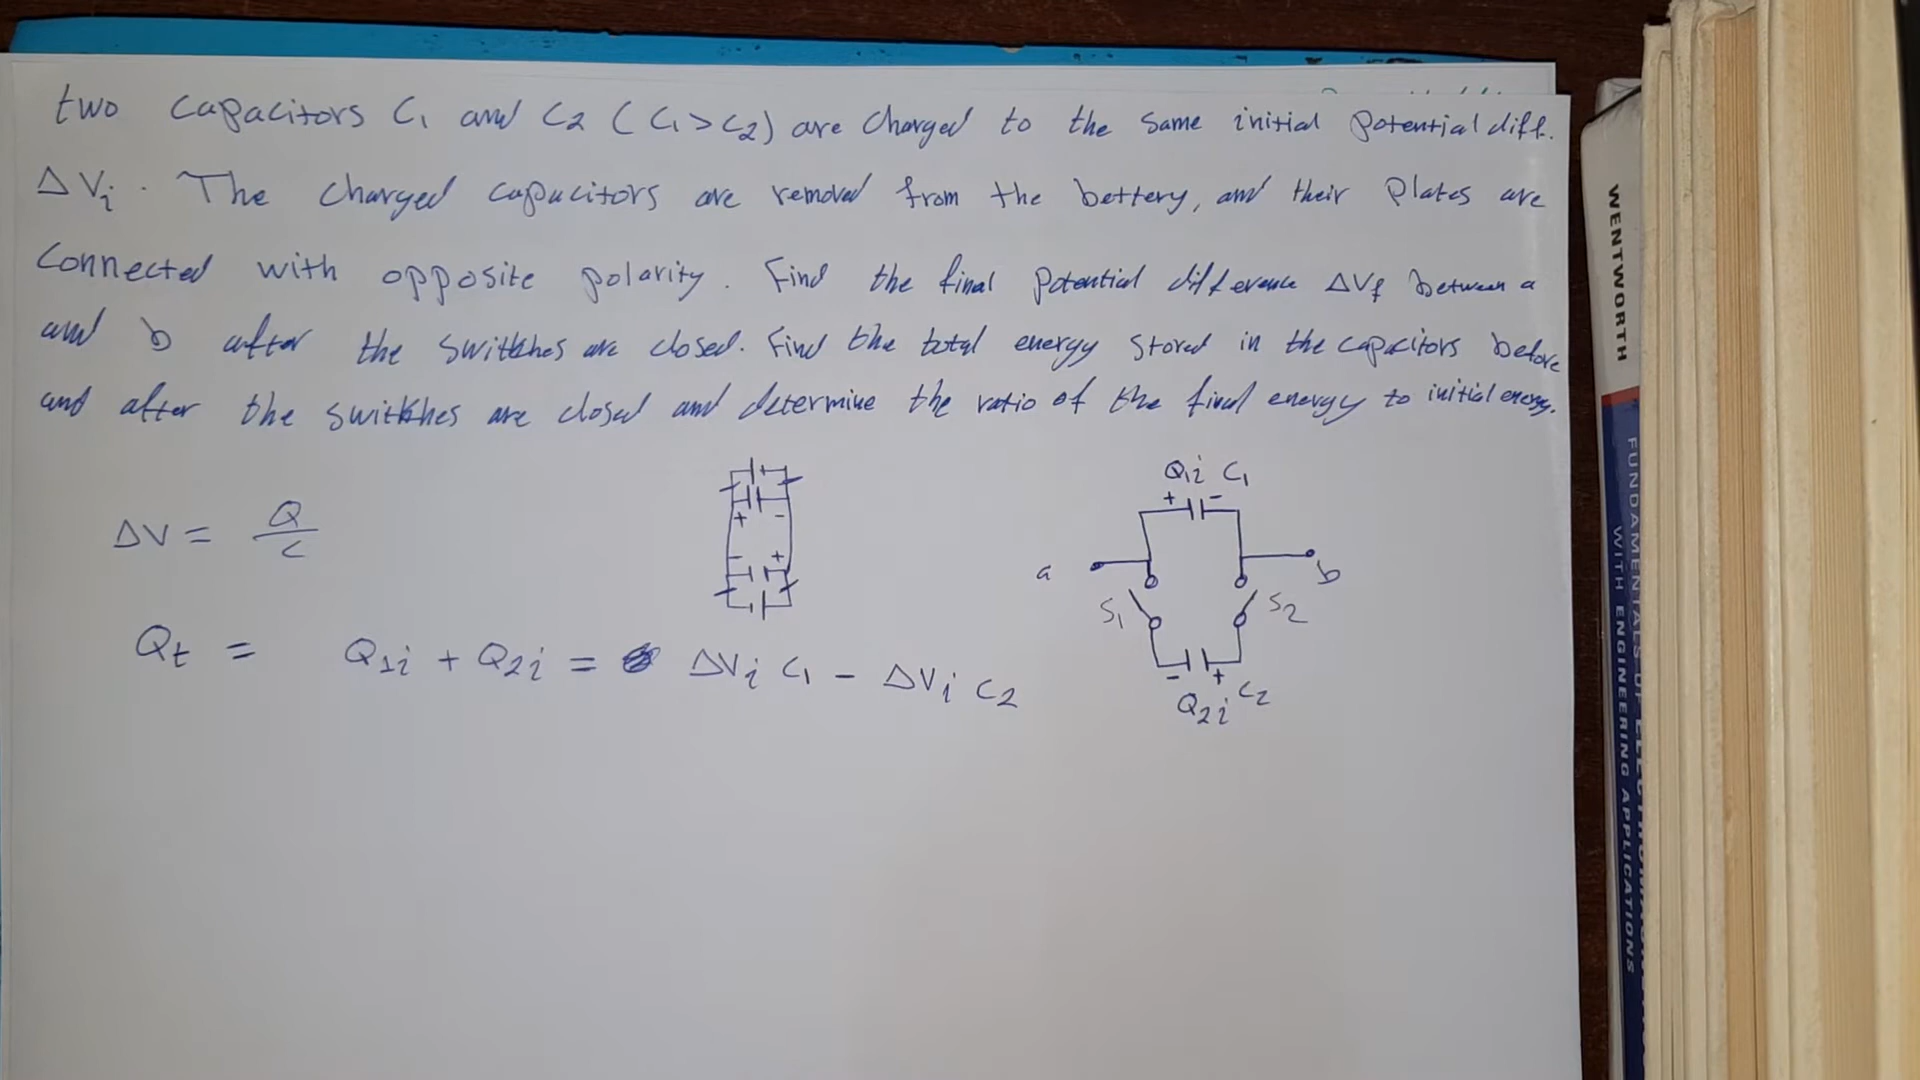 two capacitors C1 and C2 ( C1 > C2) are charged to the same initial potential diff.
ΔVi . The charged capacitors are removed from the bettery, and their plates are
connected with opposite polarity. Find the final potential difference ΔVf between a
and b after the switches are closed. Find the total energy stored in the capacitors before
and after the switches are closed and determine the ratio of the final energy to initial energy.
ΔV = Q/C
+ -
- +
Q1i C1
+ -
a b
S1 S2
- +
Q2i C2
Qt = Q1i + Q2i = ΔVi C1 - ΔVi C2
WENTWORTH
FUNDAMENTALS OF
WITH ENGINEERING APPLICATIONS